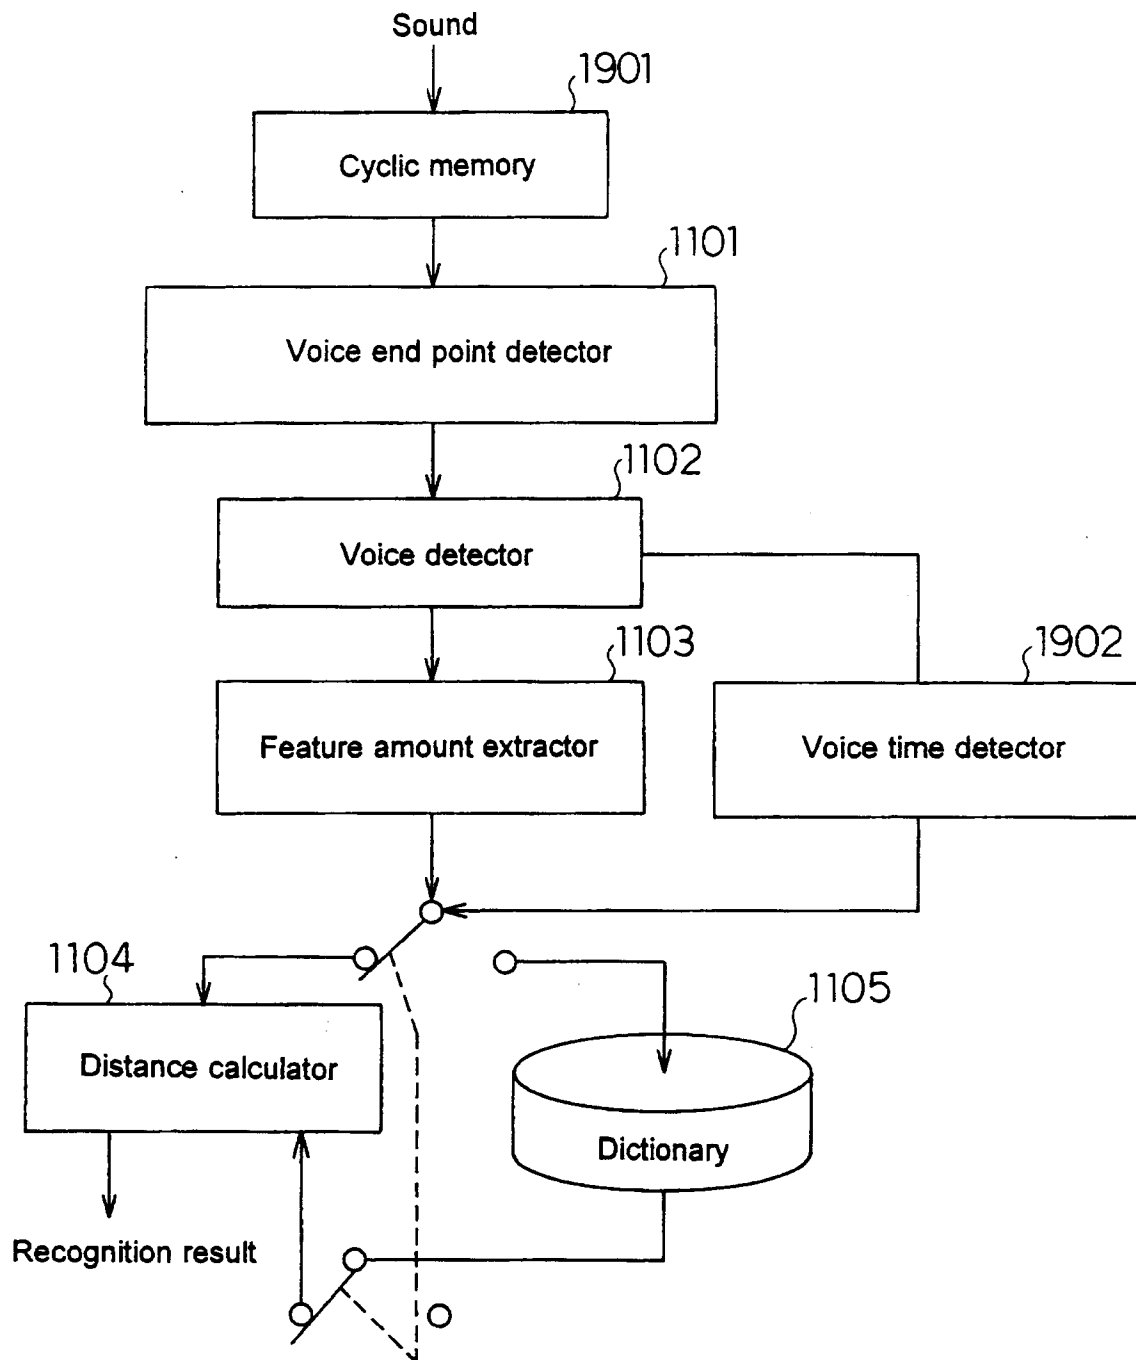 Sound
1901
Cyclic memory
1101
Voice end point detector
1102
Voice detector
1103
1902
Feature amount extractor
Voice time detector
1104
1105
Distance calculator
Dictionary
Recognition result